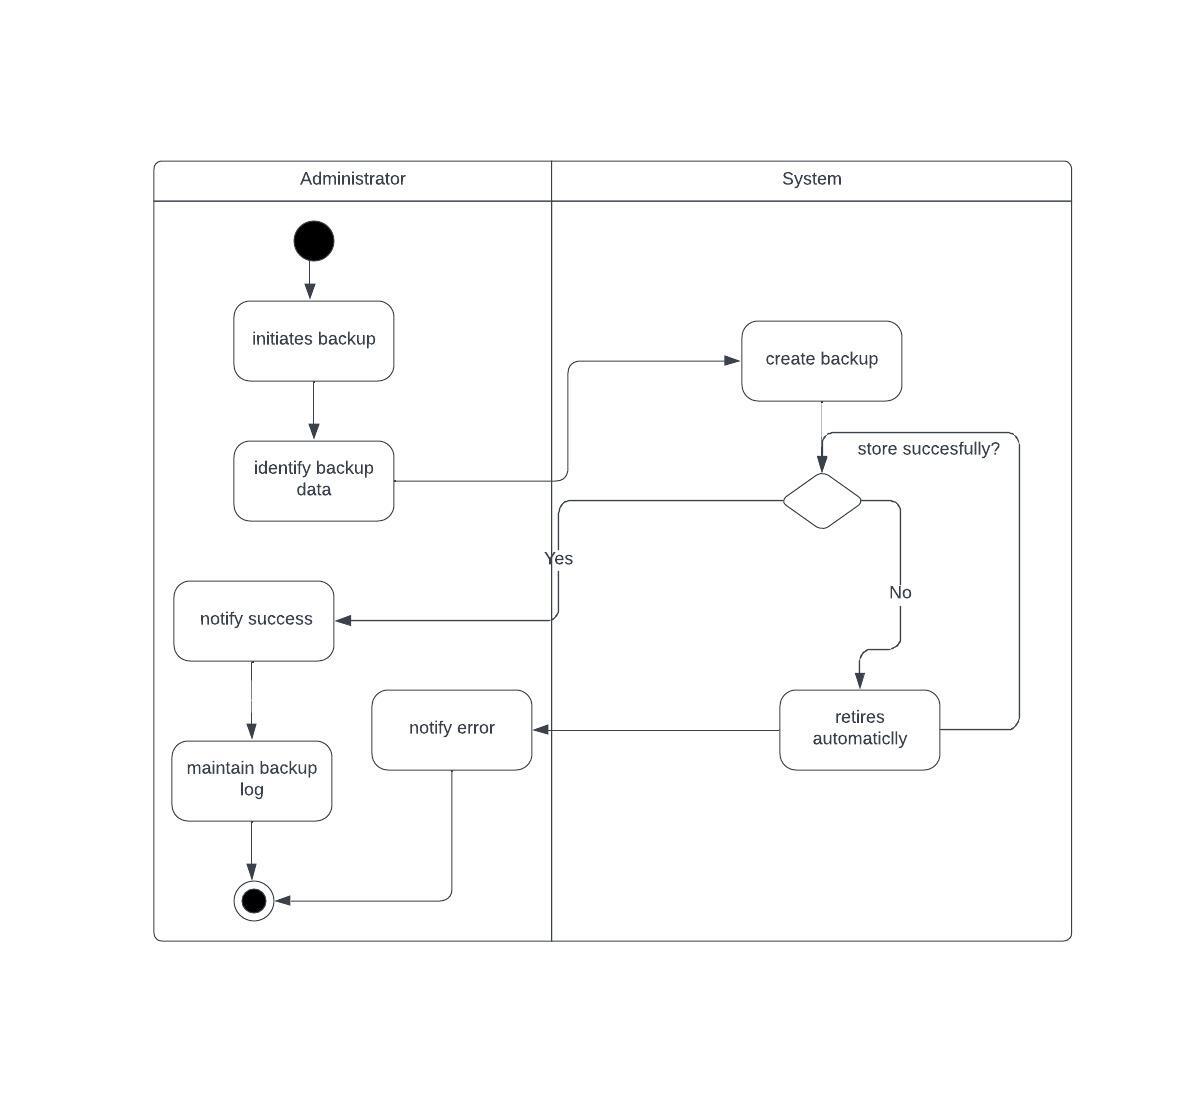 Administrator
System
initiates backup
create backup
store succesfully?
identify backup
data
Yes
No
notify success
notify error
retires
automaticlly
maintain backup
log